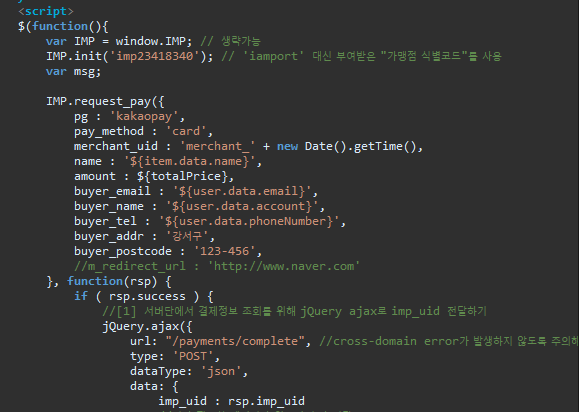 <script>
$(function(){
var IMP = window.IMP; // 생략가능
IMP.init('imp23418340'); // 'iamport' 대신 부여받은 "가맹점 식별코드"를 사용
var msg;
IMP.request_pay({
pg : 'kakaopay',
pay_method : 'card',
merchant_uid : 'merchant_' + new Date().getTime(),
name : '${item.data.name}',
amount : ${totalPrice},
buyer_email : '${user.data.email}',
buyer_name : '${user.data.account}',
buyer_tel : '${user.data.phoneNumber}',
buyer_addr : '강서구',
buyer_postcode : '123-456',
//m_redirect_url : 'http://www.naver.com'
}, function(rsp) {
if ( rsp.success ) {
//[1] 서버단에서 결제정보 조회를 위해 jQuery ajax로 imp_uid 전달하기
jQuery.ajax({
url: "/payments/complete", //cross-domain error가 발생하지 않도록 주의해
type: 'POST',
dataType: 'json',
data: {
imp_uid : rsp.imp_uid